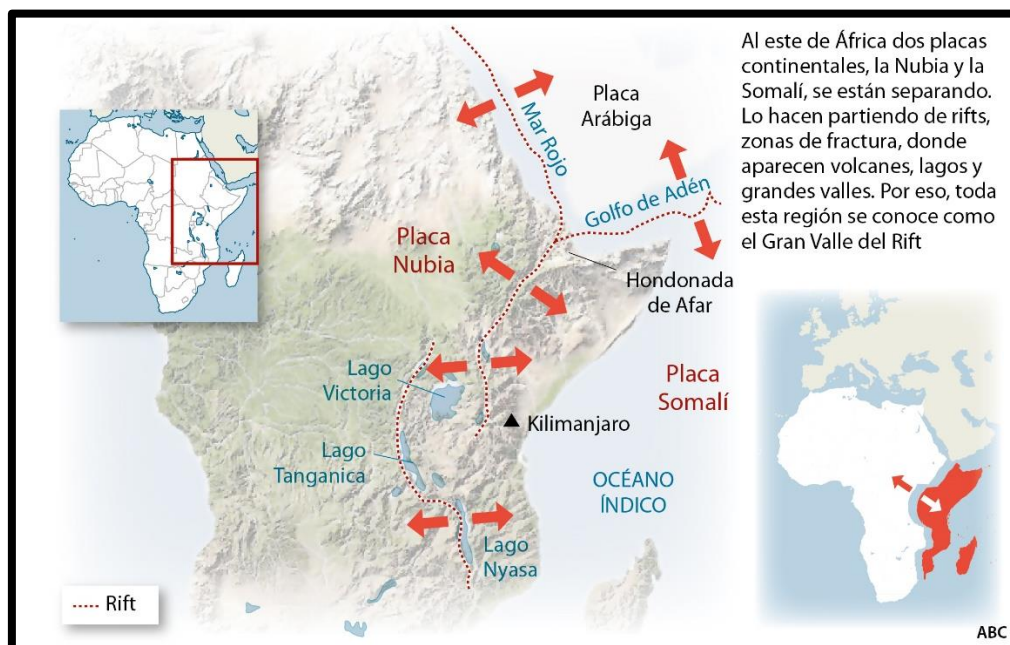 Al este de África dos placas
continentales, la Nubia y la
Somalí, se están separando.
Lo hacen partiendo de rifts,
zonas de fractura, donde
aparecen volcanes, lagos y
grandes valles. Por eso, toda
esta región se conoce como
el Gran Valle del Rift
Placa
Arábiga
Mar Rojo
Golfo de Adén
Placa
Nubia
Hondonada
de Afar
Lago
Victoria
Placa
Somalí
Kilimanjaro
Lago
Tanganica
OCÉANO
ÍNDICO
Lago
Nyasa
Rift
ABC